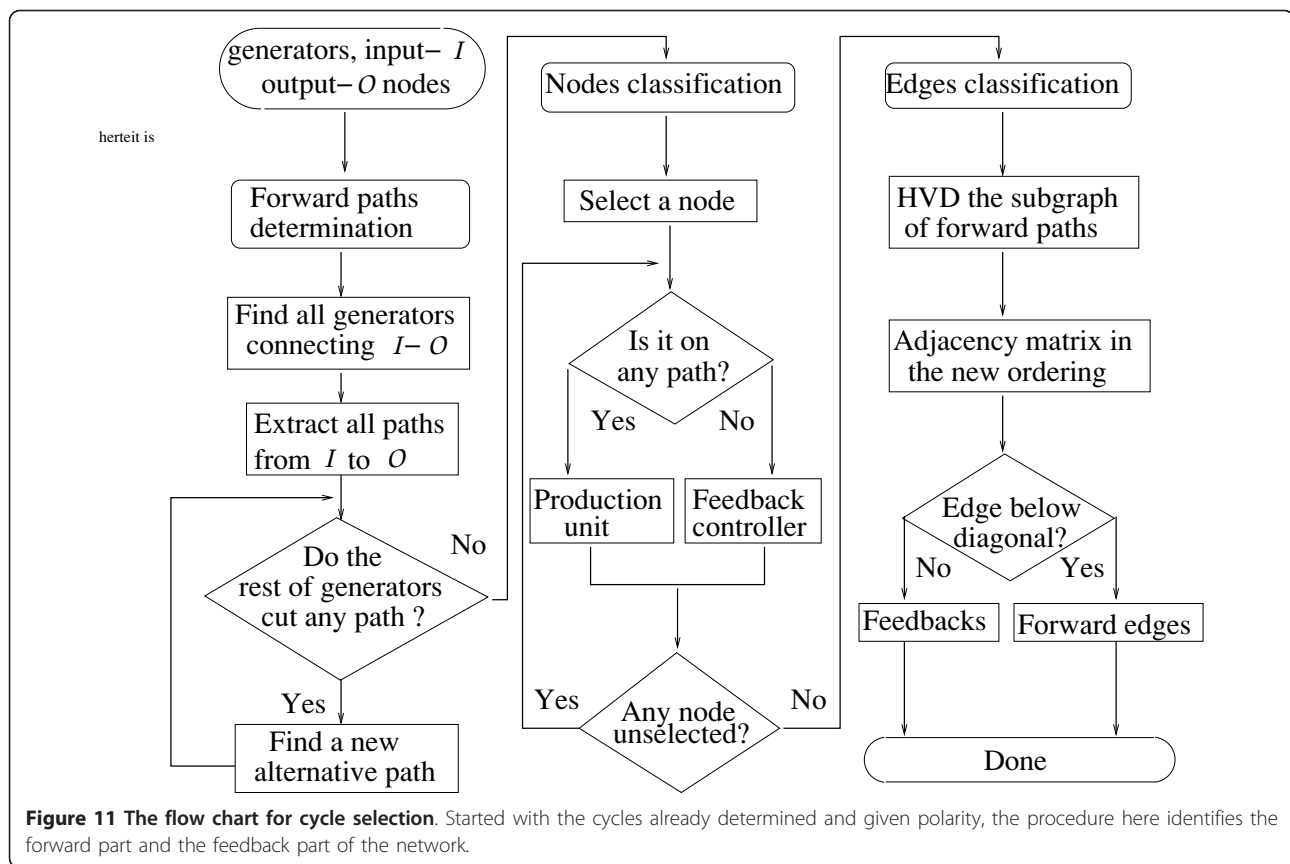 generators, input– I
output– O nodes
herteit is
Forward paths
determination
Find all generators
connecting I– O
Extract all paths
from I to O
Do the
rest of generators
cut any path ?
No
Yes
Find a new
alternative path
Nodes classification
Select a node
Is it on
any path?
Yes
No
Production
unit
Feedback
controller
Any node
unselected?
Yes
No
Edges classification
HVD the subgraph
of forward paths
Adjacency matrix in
the new ordering
Edge below
diagonal?
No
Yes
Feedbacks
Forward edges
Done
Figure 11 The flow chart for cycle selection. Started with the cycles already determined and given polarity, the procedure here identifies the
forward part and the feedback part of the network.